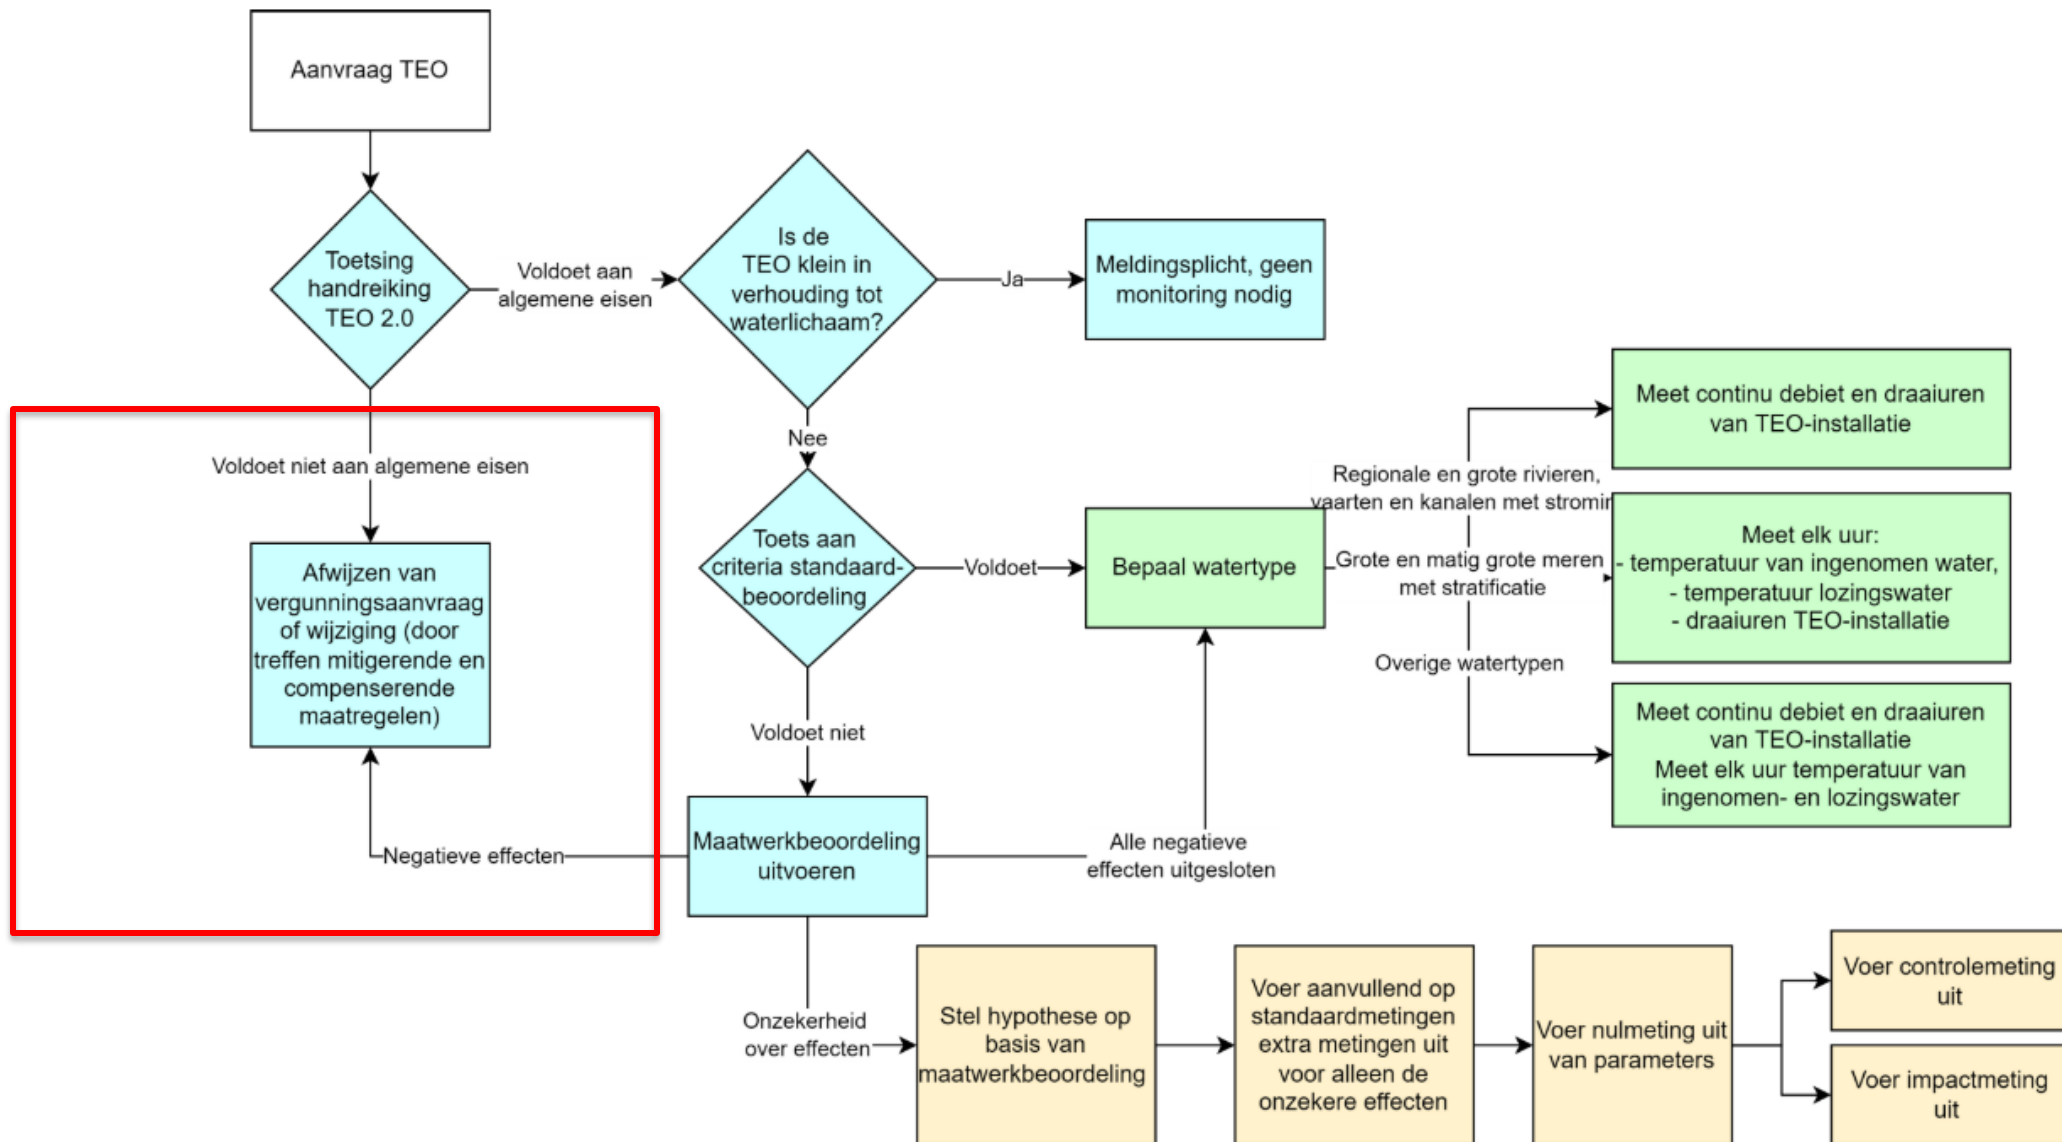 Aanvraag TEO
Toetsing
handreiking
TEO 2.0
Voldoet aan
algemene eisen
Is de
TEO klein in
verhouding tot
waterlichaam?
Ja
Meldingsplicht, geen
monitoring nodig
Voldoet niet aan algemene eisen
Afwijzen van
vergunningsaanvraag
of wijziging (door
treffen mitigerende en
compenserende
maatregelen)
Nee
Toets aan
criteria standaard-
beoordeling
Voldoet
Bepaal watertype
Regionale en grote rivieren,
vaarten en kanalen met stromin
Meet continu debiet en draaiuren
van TEO-installatie
Grote en matig grote meren
met stratificatie
Meet elk uur:
- temperatuur van ingenomen water,
- temperatuur lozingswater
- draaiuren TEO-installatie
Overige watertypen
Meet continu debiet en draaiuren
van TEO-installatie
Meet elk uur temperatuur van
ingenomen- en lozingswater
Voldoet niet
Maatwerkbeoordeling
uitvoeren
Negatieve effecten
Alle negatieve
effecten uitgesloten
Onzekerheid
over effecten
Stel hypothese op
basis van
maatwerkbeoordeling
Voer aanvullend op
standaardmetingen
extra metingen uit
voor alleen de
onzekere effecten
Voer nulmeting uit
van parameters
Voer controlemeting
uit
Voer impactmeting
uit